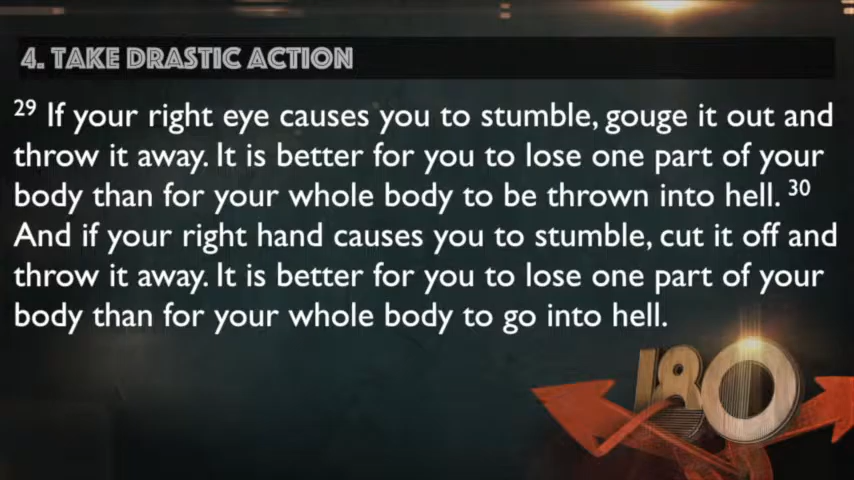 4. TAKE DRASTIC ACTION
29 If your right eye causes you to stumble, gouge it out and
throw it away. It is better for you to lose one part of your
body than for your whole body to be thrown into hell. 30
And if your right hand causes you to stumble, cut it off and
throw it away. It is better for you to lose one part of your
body than for your whole body to go into hell.
180